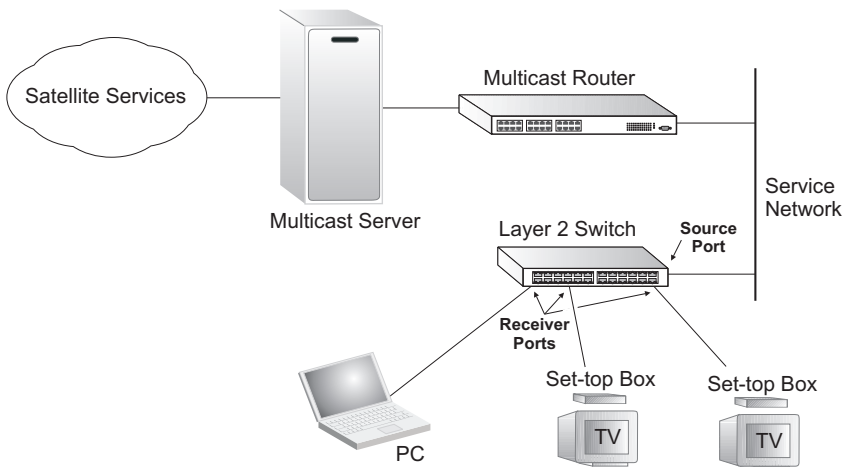 Satellite Services
Multicast Server
Multicast Router
Service
Network
Layer 2 Switch
Source
Port
Receiver
Ports
PC
Set-top Box
TV
Set-top Box
TV